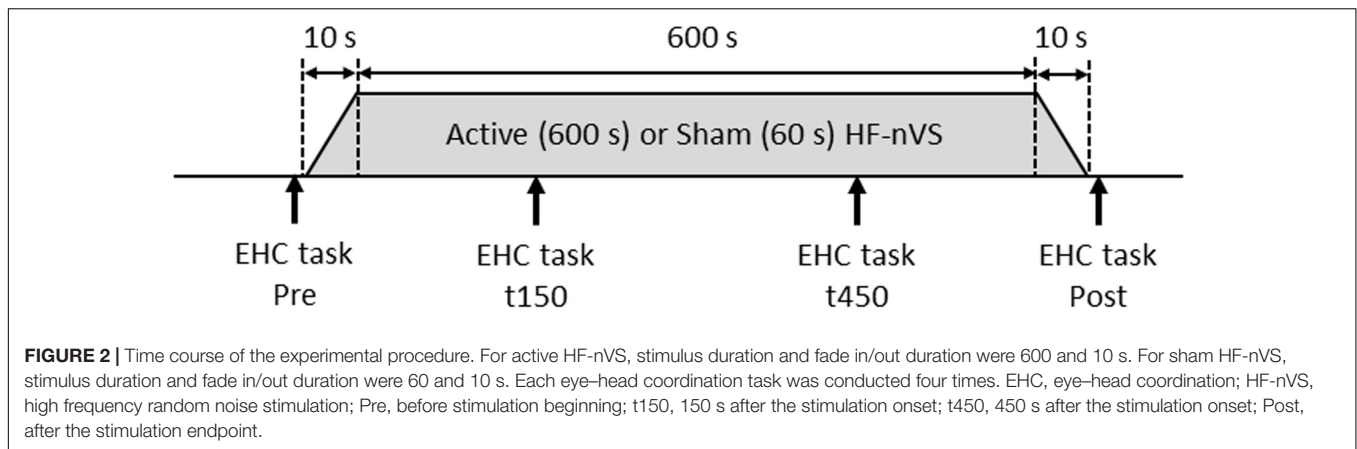 10 s 600 s 10 s
Active (600 s) or Sham (60 s) HF-nVS
EHC task EHC task EHC task EHC task
Pre t150 t450 Post
FIGURE 2 | Time course of the experimental procedure. For active HF-nVS, stimulus duration and fade in/out duration were 600 and 10 s. For sham HF-nVS,
stimulus duration and fade in/out duration were 60 and 10 s. Each eye–head coordination task was conducted four times. EHC, eye–head coordination; HF-nVS,
high frequency random noise stimulation; Pre, before stimulation beginning; t150, 150 s after the stimulation onset; t450, 450 s after the stimulation onset; Post,
after the stimulation endpoint.